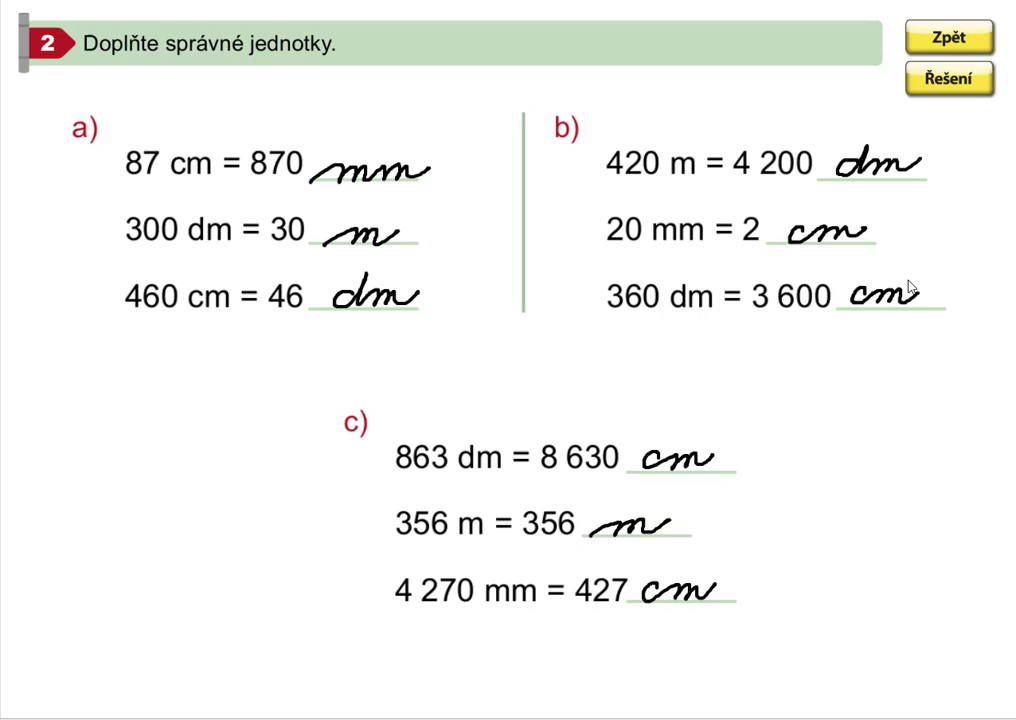 2 Doplňte správné jednotky.
Zpět
Řešení
a)
87 cm = 870 mm
300 dm = 30 m
460 cm = 46 dm
b)
420 m = 4 200 dm
20 mm = 2 cm
360 dm = 3 600 cm
c)
863 dm = 8 630 cm
356 m = 356 m
4 270 mm = 427 cm